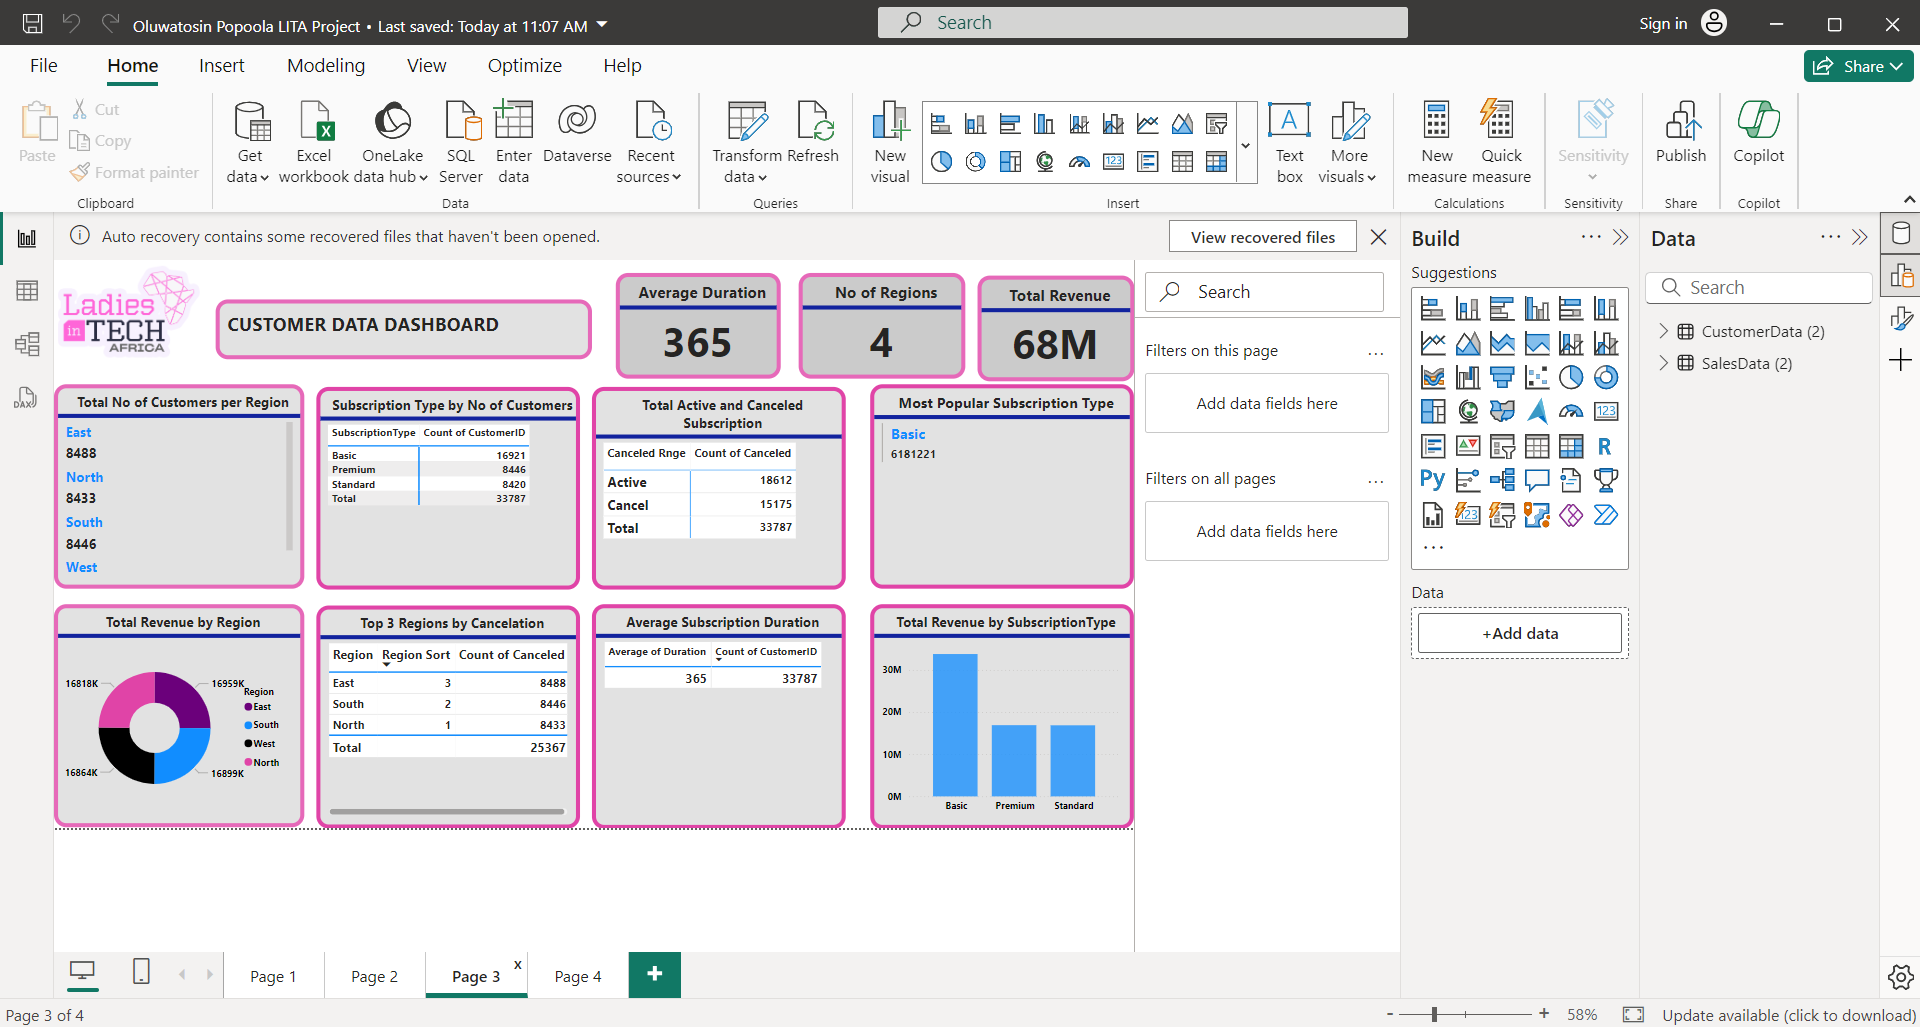 Oluwatosin Popoola LITA Project • Last saved: Today at 11:07 AM
Search
Sign in
File
Home
Insert
Modeling
View
Optimize
Help
Share
Paste
Cut
Copy
Format painter
Clipboard
Get
data
Excel
workbook
OneLake
data hub
SQL
Server
Enter
data
Dataverse
Recent
sources
Data
Transform
data
Refresh
Queries
New
visual
Insert
A
Text
box
More
visuals
New
measure
Quick
measure
Calculations
Sensitivity
Sensitivity
Publish
Share
Copilot
Copilot
Auto recovery contains some recovered files that haven't been opened.
View recovered files
Ladies
in TECH
AFRICA
CUSTOMER DATA DASHBOARD
Average Duration
365
No of Regions
4
Total Revenue
68M
Total No of Customers per Region
East
8488
North
8433
South
8446
West
Subscription Type by No of Customers
SubscriptionType Count of CustomerID
Basic 16921
Premium 8446
Standard 8420
Total 33787
Total Active and Canceled
Subscription
Canceled Rnge Count of Canceled
Active 18612
Cancel 15175
Total 33787
Most Popular Subscription Type
Basic
6181221
Total Revenue by Region
16818K
16959K
16864K
16899K
Region
East
South
West
North
Top 3 Regions by Cancelation
Region Region Sort Count of Canceled
East 3 8488
South 2 8446
North 1 8433
Total 25367
Average Subscription Duration
Average of Duration Count of CustomerID
365 33787
Total Revenue by SubscriptionType
30M
20M
10M
0M
Basic Premium Standard
Search
Filters on this page
...
Add data fields here
Filters on all pages
...
Add data fields here
Build
...
Suggestions
123
R
Py
123
...
Data
+Add data
Data
...
Search
CustomerData (2)
SalesData (2)
DAX
Page 1
Page 2
Page 3
x
Page 4
+
Page 3 of 4
- + 58%
Update available (click to download)